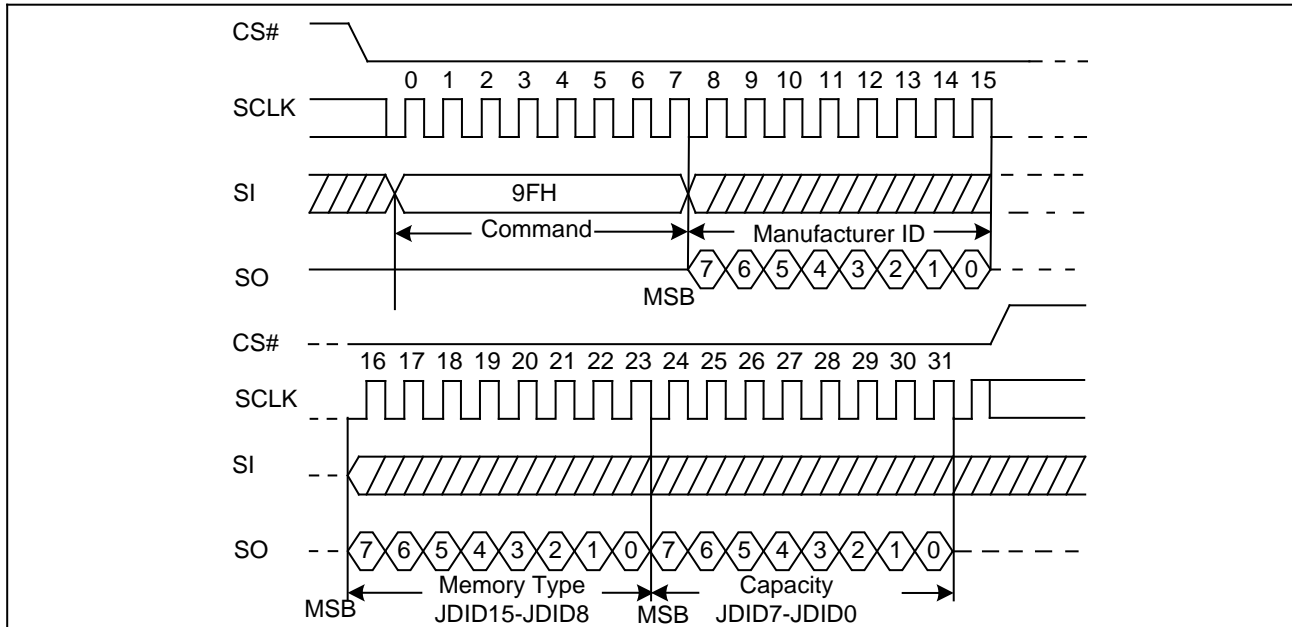 CS#
0 1 2 3 4 5 6 7 8 9 10 11 12 13 14 15
SCLK
SI 9FH
Command Manufacturer ID
SO 7 6 5 4 3 2 1 0
MSB
CS#
16 17 18 19 20 21 22 23 24 25 26 27 28 29 30 31
SCLK
SI
SO 7 6 5 4 3 2 1 0 7 6 5 4 3 2 1 0
Memory Type Capacity
MSB JDID15-JDID8 MSB JDID7-JDID0